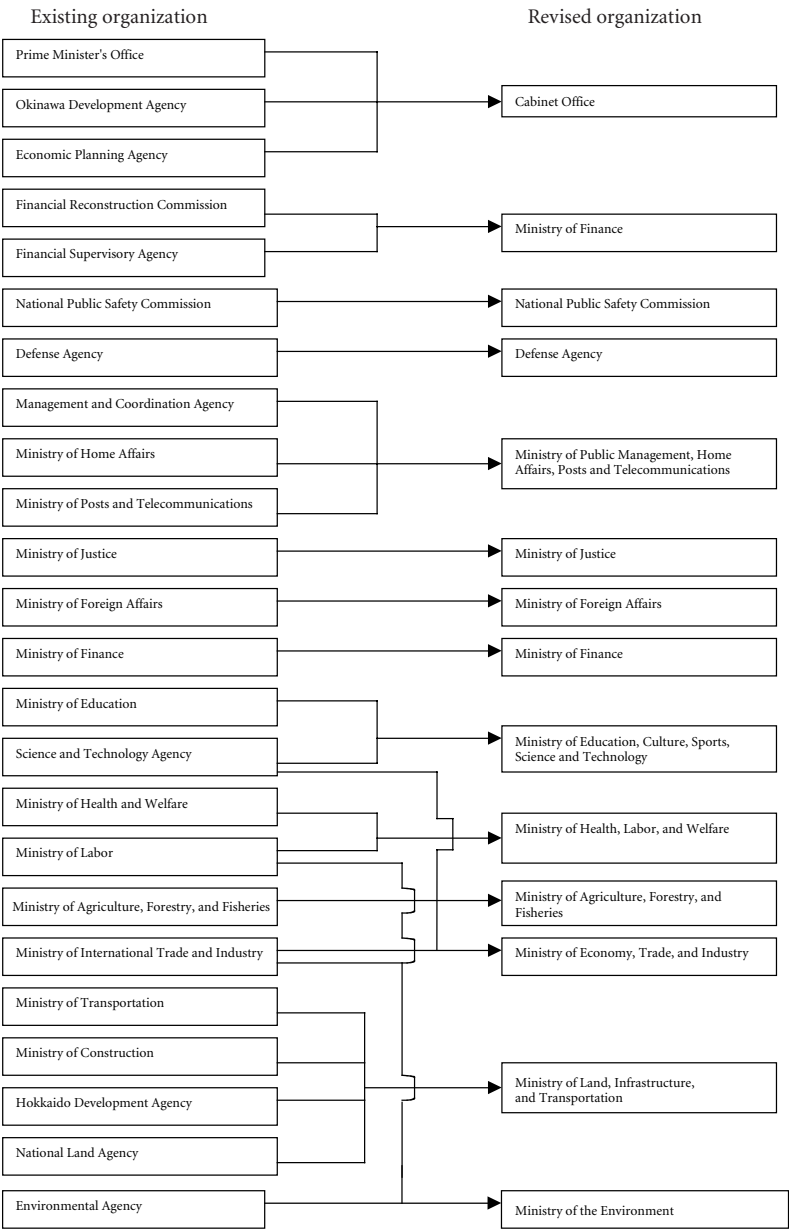 Existing organization
Revised organization
Prime Minister's Office
Okinawa Development Agency
Cabinet Office
Economic Planning Agency
Financial Reconstruction Commission
Ministry of Finance
Financial Supervisory Agency
National Public Safety Commission
National Public Safety Commission
Defense Agency
Defense Agency
Management and Coordination Agency
Ministry of Home Affairs
Ministry of Public Management, Home
Affairs, Posts and Telecommunications
Ministry of Posts and Telecommunications
Ministry of Justice
Ministry of Justice
Ministry of Foreign Affairs
Ministry of Foreign Affairs
Ministry of Finance
Ministry of Finance
Ministry of Education
Science and Technology Agency
Ministry of Education, Culture, Sports,
Science and Technology
Ministry of Health and Welfare
Ministry of Health, Labor, and Welfare
Ministry of Labor
Ministry of Agriculture, Forestry, and Fisheries
Ministry of Agriculture, Forestry, and
Fisheries
Ministry of International Trade and Industry
Ministry of Economy, Trade, and Industry
Ministry of Transportation
Ministry of Construction
Hokkaido Development Agency
Ministry of Land, Infrastructure,
and Transportation
National Land Agency
Environmental Agency
Ministry of the Environment